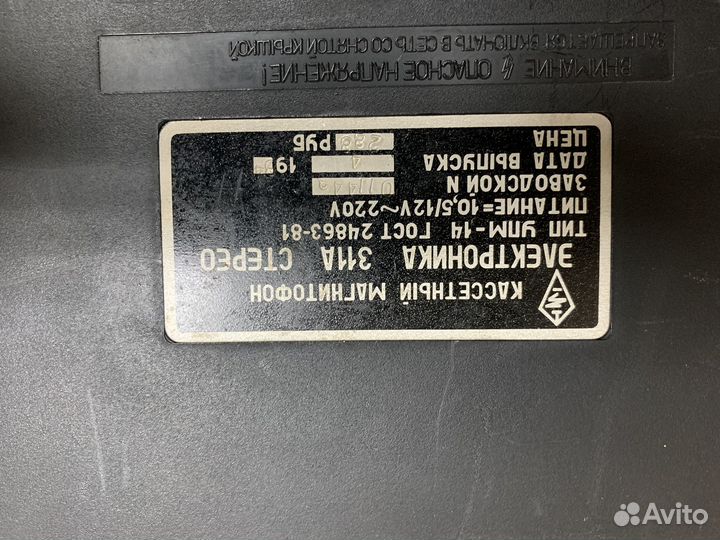 КАССЕТНЫЙ МАГНИТОФОН
ЭЛЕКТРОНИКА 311А СТЕРЕО
ТИП УПМ-14 ГОСТ 24863-81
ПИТАНИЕ=10,5/12V~220V
ЗАВОДСКОЙ N
ДАТА ВЫПУСКА 4 19
ЦЕНА РУБ
ВНИМАНИЕ ОПАСНОЕ НАПРЯЖЕНИЕ!
ЗАПРЕЩАЕТСЯ ВКЛЮЧАТЬ В СЕТЬ СО СНЯТОЙ КРЫШКОЙ
Avito